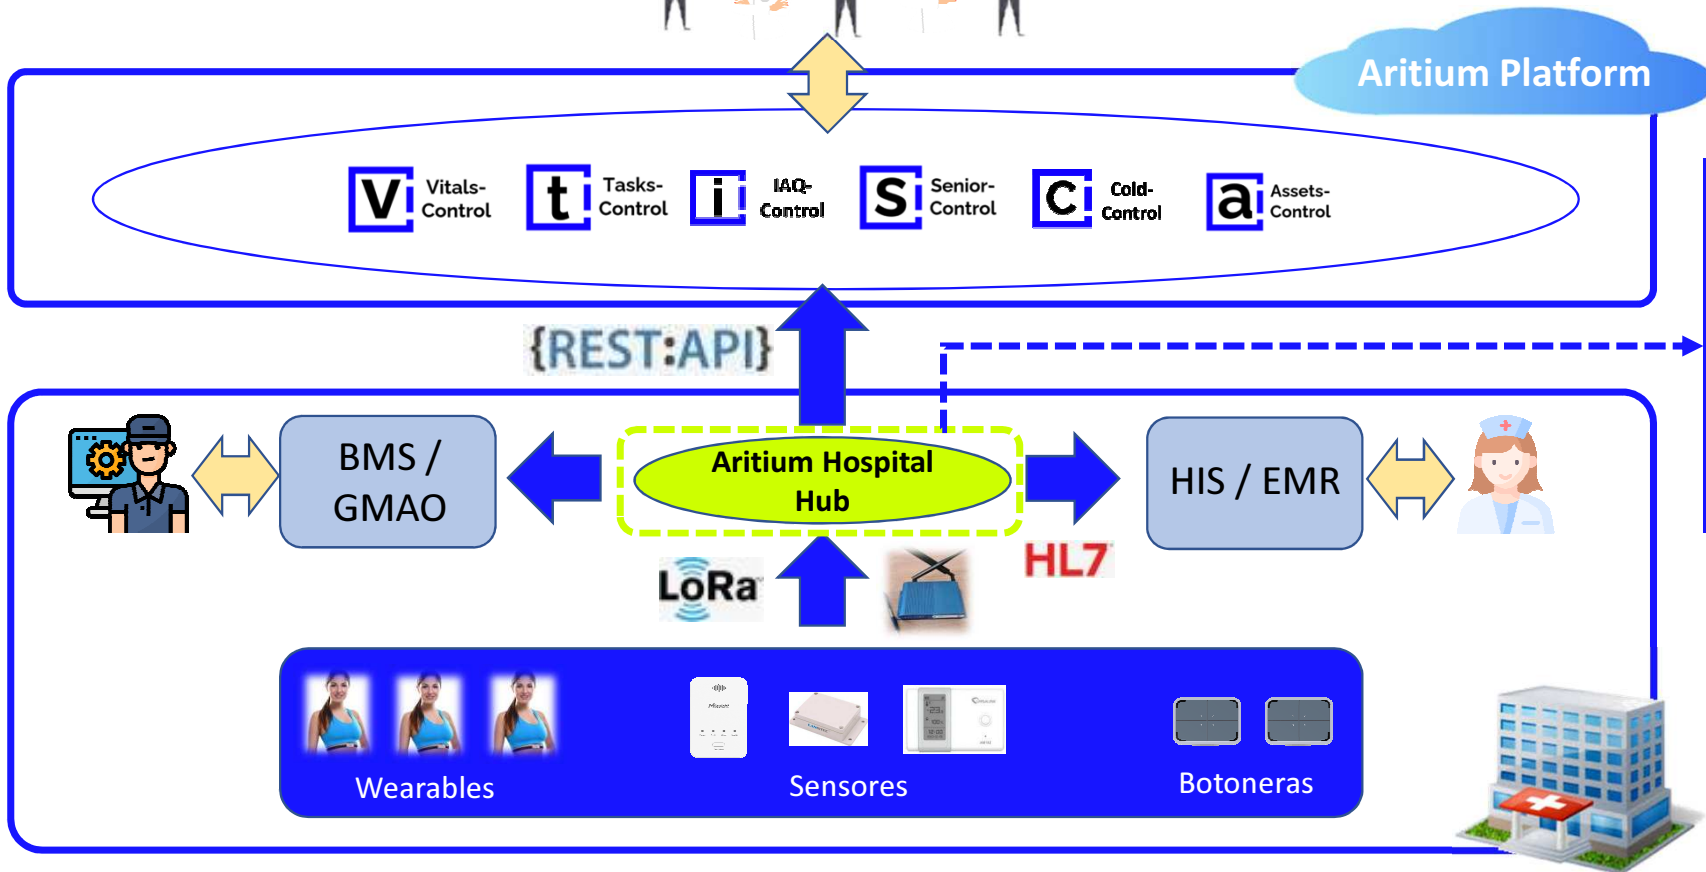 Aritium Platform
V
Vitals-
Control
t
Tasks-
Control
i
IAQ-
Control
S
Senior-
Control
C
Cold-
Control
a
Assets-
Control
{REST:API}
BMS /
GMAO
Aritium Hospital
Hub
HIS / EMR
LoRa
HL7
Wearables
Sensores
Botoneras